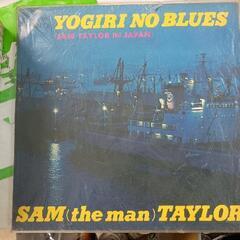 YOGIRI NO BLUES
(SAM TAYLOR IN JAPAN)
SAM (the man) TAYLOR